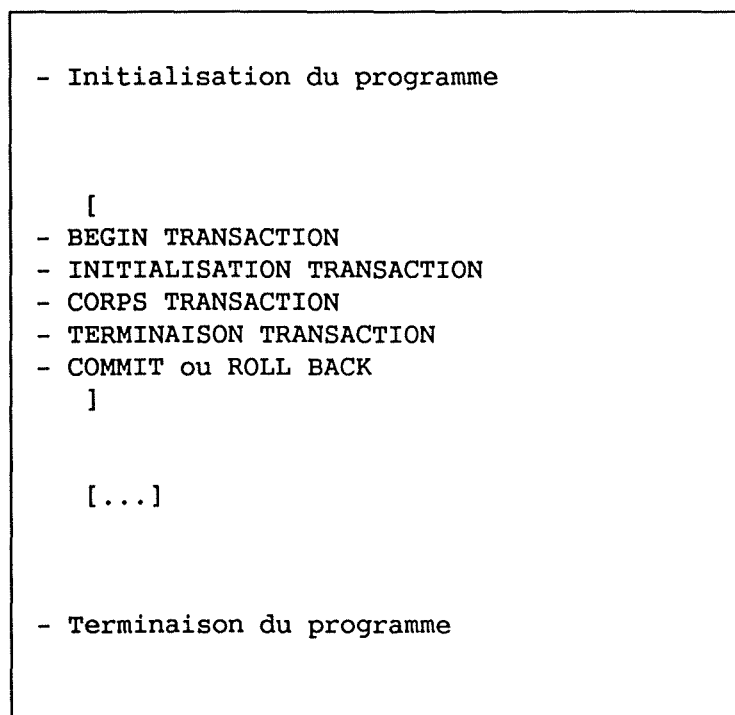 - Initialisation du programme
[
- BEGIN TRANSACTION
- INITIALISATION TRANSACTION
- CORPS TRANSACTION
- TERMINAISON TRANSACTION
- COMMIT ou ROLL BACK
]
[...]
- Terminaison du programme